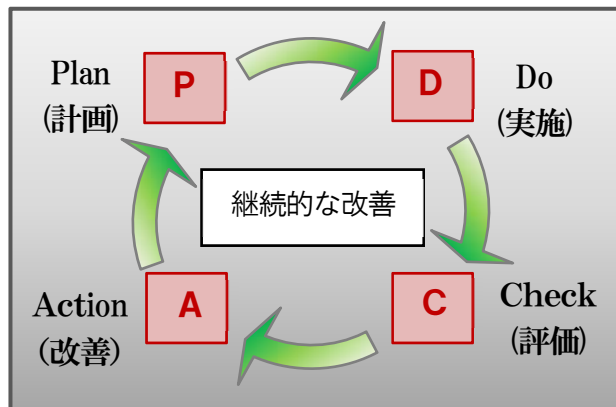 Plan
(計画)
P
D
Do
(実施)
継続的な改善
Action
(改善)
A
C
Check
(評価)